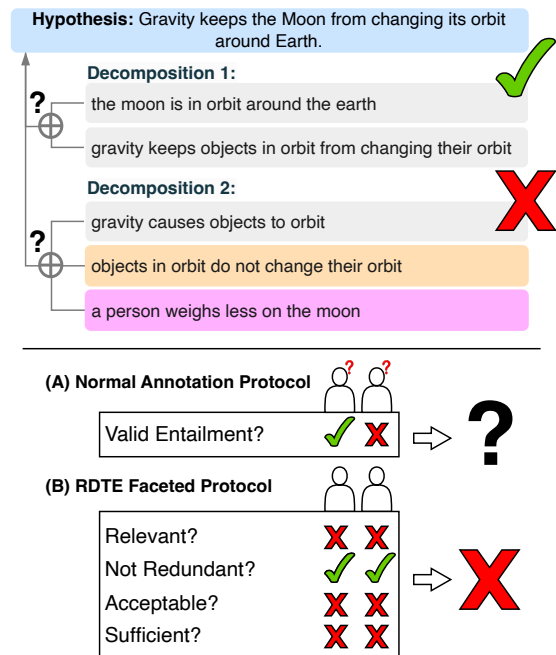 Hypothesis: Gravity keeps the Moon from changing its orbit
around Earth.
Decomposition 1:
?
the moon is in orbit around the earth
gravity keeps objects in orbit from changing their orbit
Decomposition 2:
?
gravity causes objects to orbit
objects in orbit do not change their orbit
a person weighs less on the moon
(A) Normal Annotation Protocol
? ?
Valid Entailment?
?
(B) RDTE Faceted Protocol
Relevant?
Not Redundant?
Acceptable?
Sufficient?